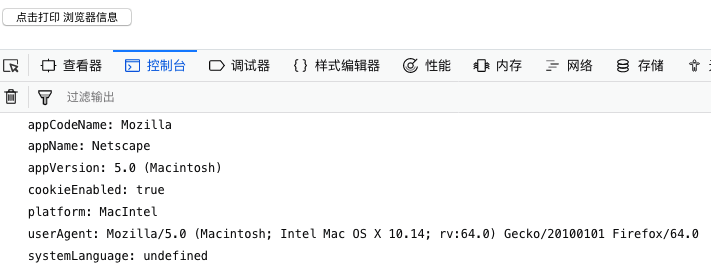 点击打印 浏览器信息
查看器 控制台 调试器 {} 样式编辑器 性能 内存 网络 存储
过滤输出
appCodeName: Mozilla
appName: Netscape
appVersion: 5.0 (Macintosh)
cookieEnabled: true
platform: MacIntel
userAgent: Mozilla/5.0 (Macintosh; Intel Mac OS X 10.14; rv:64.0) Gecko/20100101 Firefox/64.0
systemLanguage: undefined